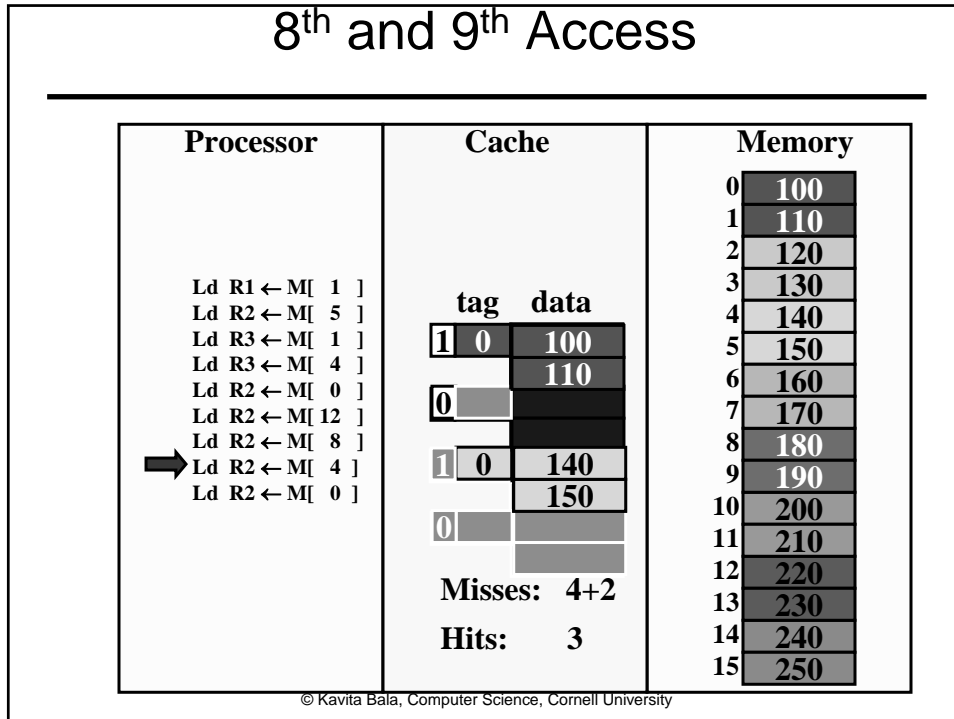 8th and 9th Access
Processor
Ld R1 ← M[ 1 ]
Ld R2 ← M[ 5 ]
Ld R3 ← M[ 1 ]
Ld R3 ← M[ 4 ]
Ld R2 ← M[ 0 ]
Ld R2 ← M[ 12 ]
Ld R2 ← M[ 8 ]
Ld R2 ← M[ 4 ]
Ld R2 ← M[ 0 ]
Cache
tag data
1 0 100
110
0
1 0 140
150
0
Misses: 4+2
Hits: 3
Memory
0 100
1 110
2 120
3 130
4 140
5 150
6 160
7 170
8 180
9 190
10 200
11 210
12 220
13 230
14 240
15 250
© Kavita Bala, Computer Science, Cornell University